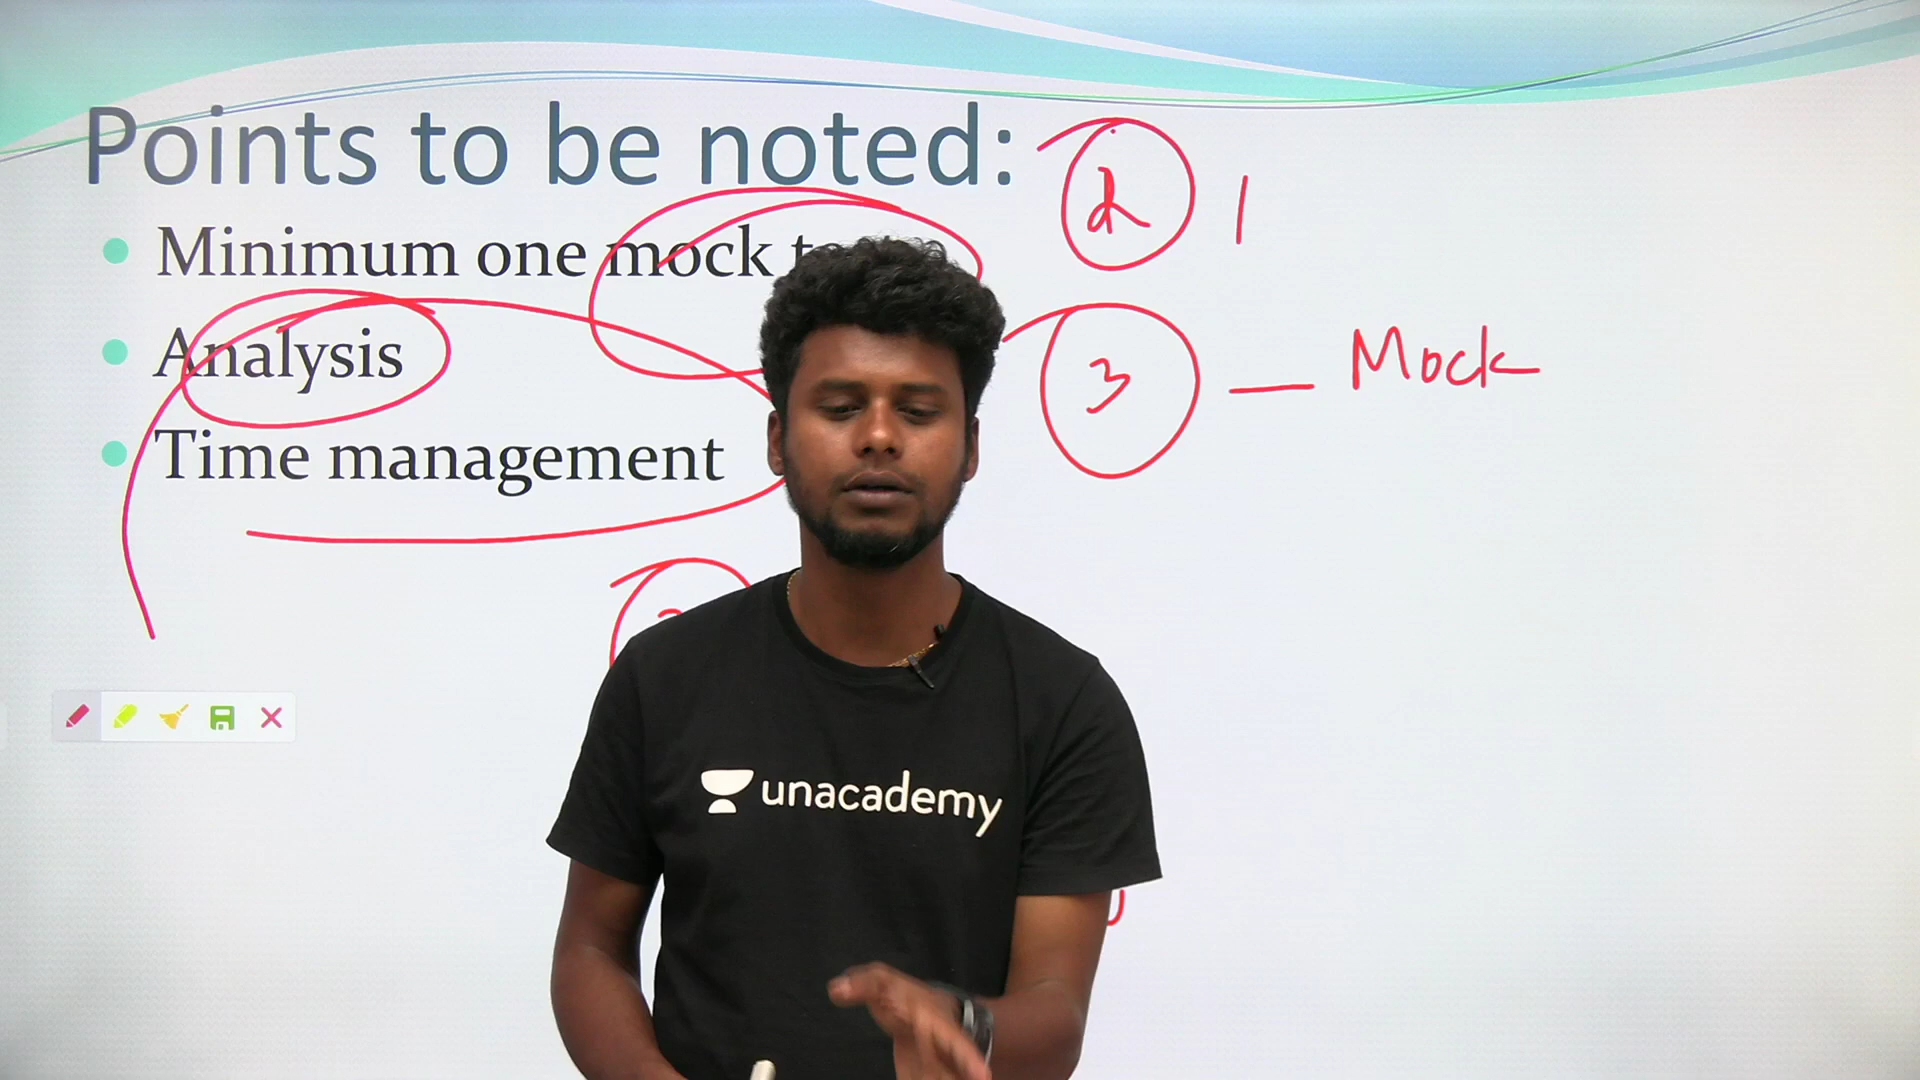 Points to be noted:
2 1
Minimum one mock
Analysis
3 — Mock
Time management
unacademy